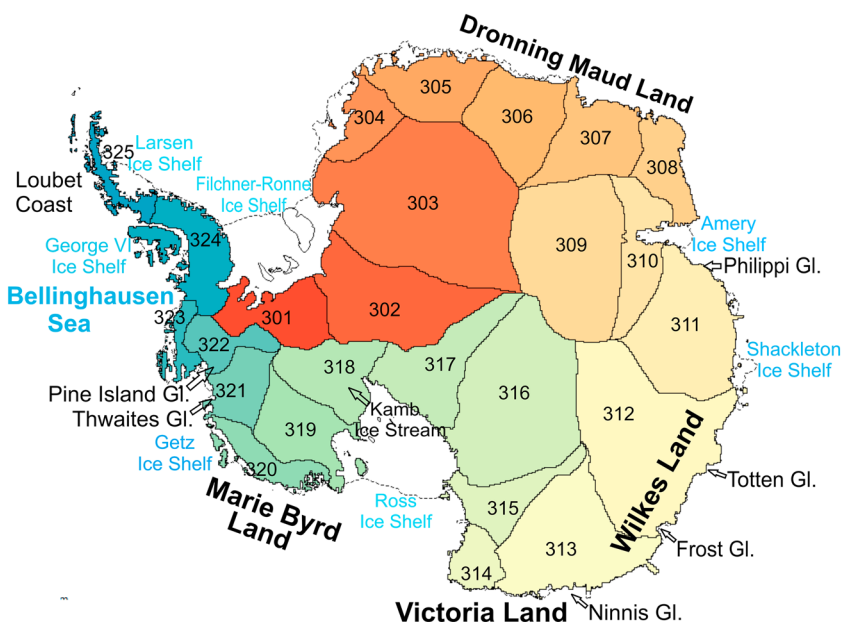 Dronning Maud Land
305
304
306
307
325
Larsen
Ice Shelf
308
Loubet
Coast
Filchner-Ronne
Ice Shelf
303
George VI
Ice Shelf
324
309
310
Amery
Ice Shelf
Philippi Gl.
Bellinghausen
Sea
323
301
302
311
322
Shackleton
Ice Shelf
318
317
316
Pine Island Gl.
321
Thwaites Gl.
Kamb
Ice Stream
312
319
Getz
Ice Shelf
320
Totten Gl.
Marie Byrd
Land
Ross
Ice Shelf
315
Wilkes Land
313
Frost Gl.
314
Victoria Land
Ninnis Gl.